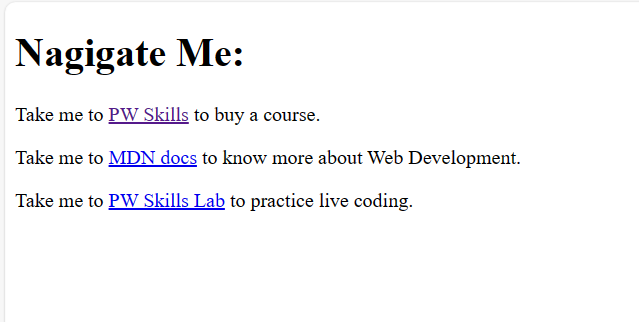 Nagigate Me:
Take me to PW Skills to buy a course.
Take me to MDN docs to know more about Web Development.
Take me to PW Skills Lab to practice live coding.